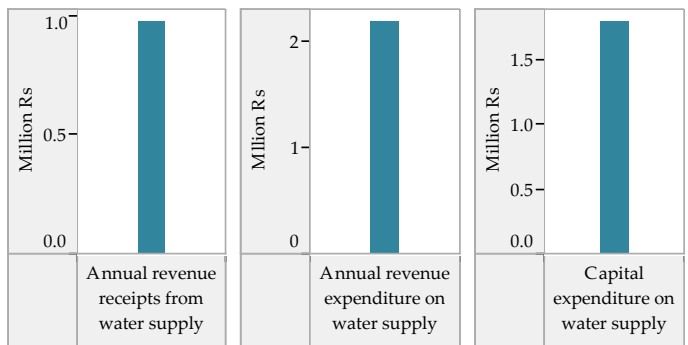 Million Rs
1.0
0.5
0.0
Annual revenue
receipts from
water supply
Mllion Rs
2
1
0
Annual revenue
expenditure on
water supply
Million Rs
1.5
1.0
0.5
0.0
Capital
expenditure on
water supply